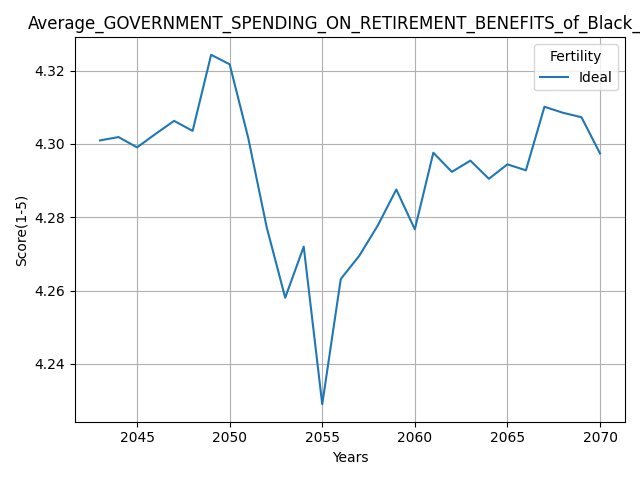 Average_GOVERNMENT_SPENDING_ON_RETIREMENT_BENEFITS_of_Black_
Fertility
Ideal
4.32
4.30
4.28
4.26
4.24
Score(1-5)
2045 2050 2055 2060 2065 2070
Years